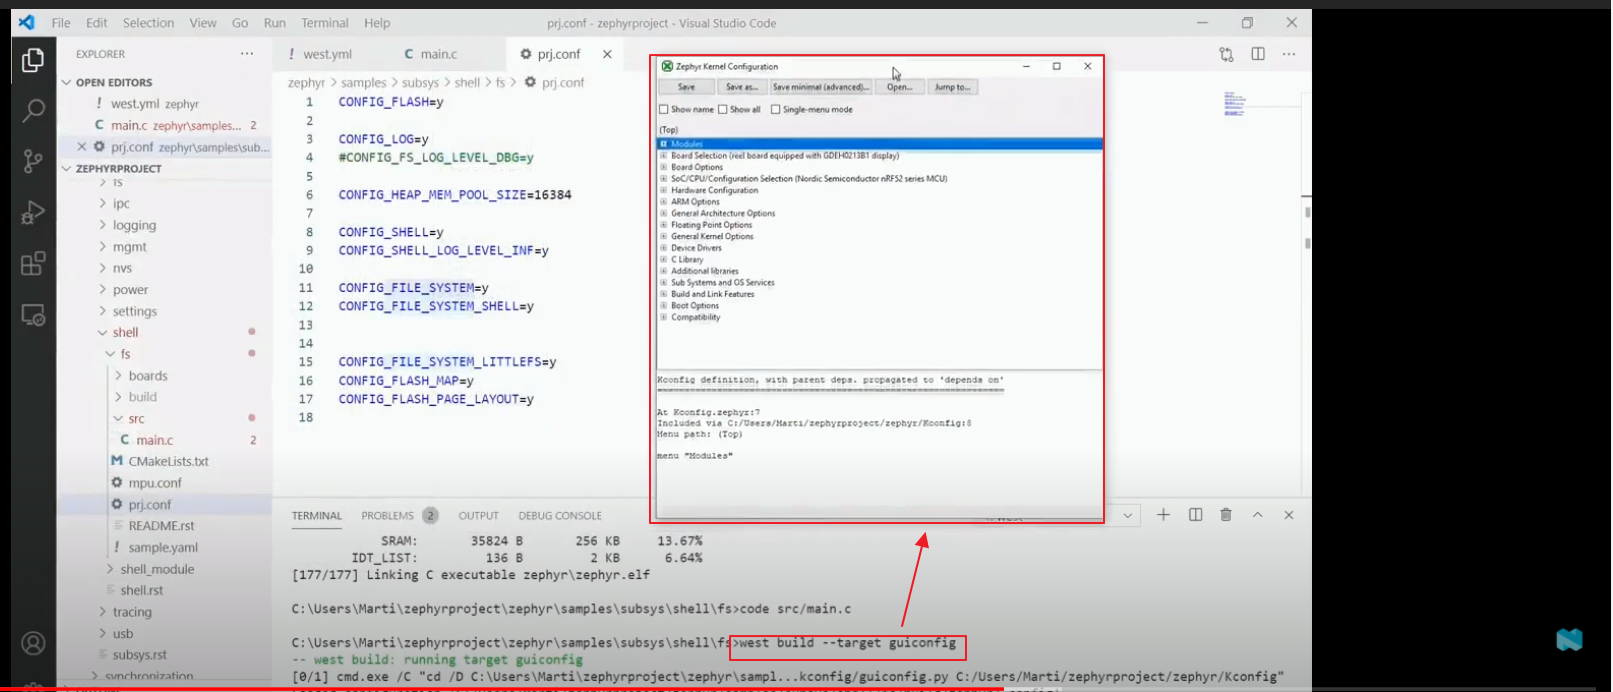 File Edit Selection View Go Run Terminal Help
prj.conf - zephyrproject - Visual Studio Code
EXPLORER
OPEN EDITORS
! west.yml zephyr
C main.c zephyr\samples... 2
prj.conf zephyr\samples\sub...
ZEPHYRPROJECT
fs
ipc
logging
mgmt
nvs
power
settings
shell
fs
boards
build
src
C main.c 2
M CMakeLists.txt
mpu.conf
prj.conf
README.rst
! sample.yaml
shell_module
shell.rst
tracing
usb
subsys.rst
synchronization
! west.yml
C main.c
prj.conf
zephyr > samples > subsys > shell > fs > prj.conf
1 CONFIG_FLASH=y
2
3 CONFIG_LOG=y
4 #CONFIG_FS_LOG_LEVEL_DBG=y
5
6 CONFIG_HEAP_MEM_POOL_SIZE=16384
7
8 CONFIG_SHELL=y
9 CONFIG_SHELL_LOG_LEVEL_INF=y
10
11 CONFIG_FILE_SYSTEM=y
12 CONFIG_FILE_SYSTEM_SHELL=y
13
14
15 CONFIG_FILE_SYSTEM_LITTLEFS=y
16 CONFIG_FLASH_MAP=y
17 CONFIG_FLASH_PAGE_LAYOUT=y
18
Zephyr Kernel Configuration
Save Save as... Save minimal (advanced)... Open... Jump to...
Show name Show all Single-menu mode
(Top)
Modules
Board Selection (reel board equipped with GDEH0213B1 display)
Board Options
SoC/CPU/Configuration Selection (Nordic Semiconductor nRF52 series MCU)
Hardware Configuration
ARM Options
General Architecture Options
Floating Point Options
General Kernel Options
Device Drivers
C Library
Additional libraries
Sub Systems and OS Services
Build and Link Features
Boot Options
Compatibility
Kconfig definition, with parent deps. propagated to 'depends on'
At Kconfig.zephyr:7
Included via C:/Users/Marti/zephyrproject/zephyr/Kconfig:8
Menu path: (Top)
menu "Modules"
TERMINAL PROBLEMS 2 OUTPUT DEBUG CONSOLE
SRAM: 35824 B 256 KB 13.67%
IDT_LIST: 136 B 2 KB 6.64%
[177/177] Linking C executable zephyr\zephyr.elf
C:\Users\Marti\zephyrproject\zephyr\samples\subsys\shell\fs>code src/main.c
C:\Users\Marti\zephyrproject\zephyr\samples\subsys\shell\fs>west build --target guiconfig
-- west build: running target guiconfig
[0/1] cmd.exe /C "cd /D C:\Users\Marti\zephyrproject\zephyr\sampl...kconfig/guiconfig.py C:/Users/Marti/zephyrproject/zephyr/Kconfig"